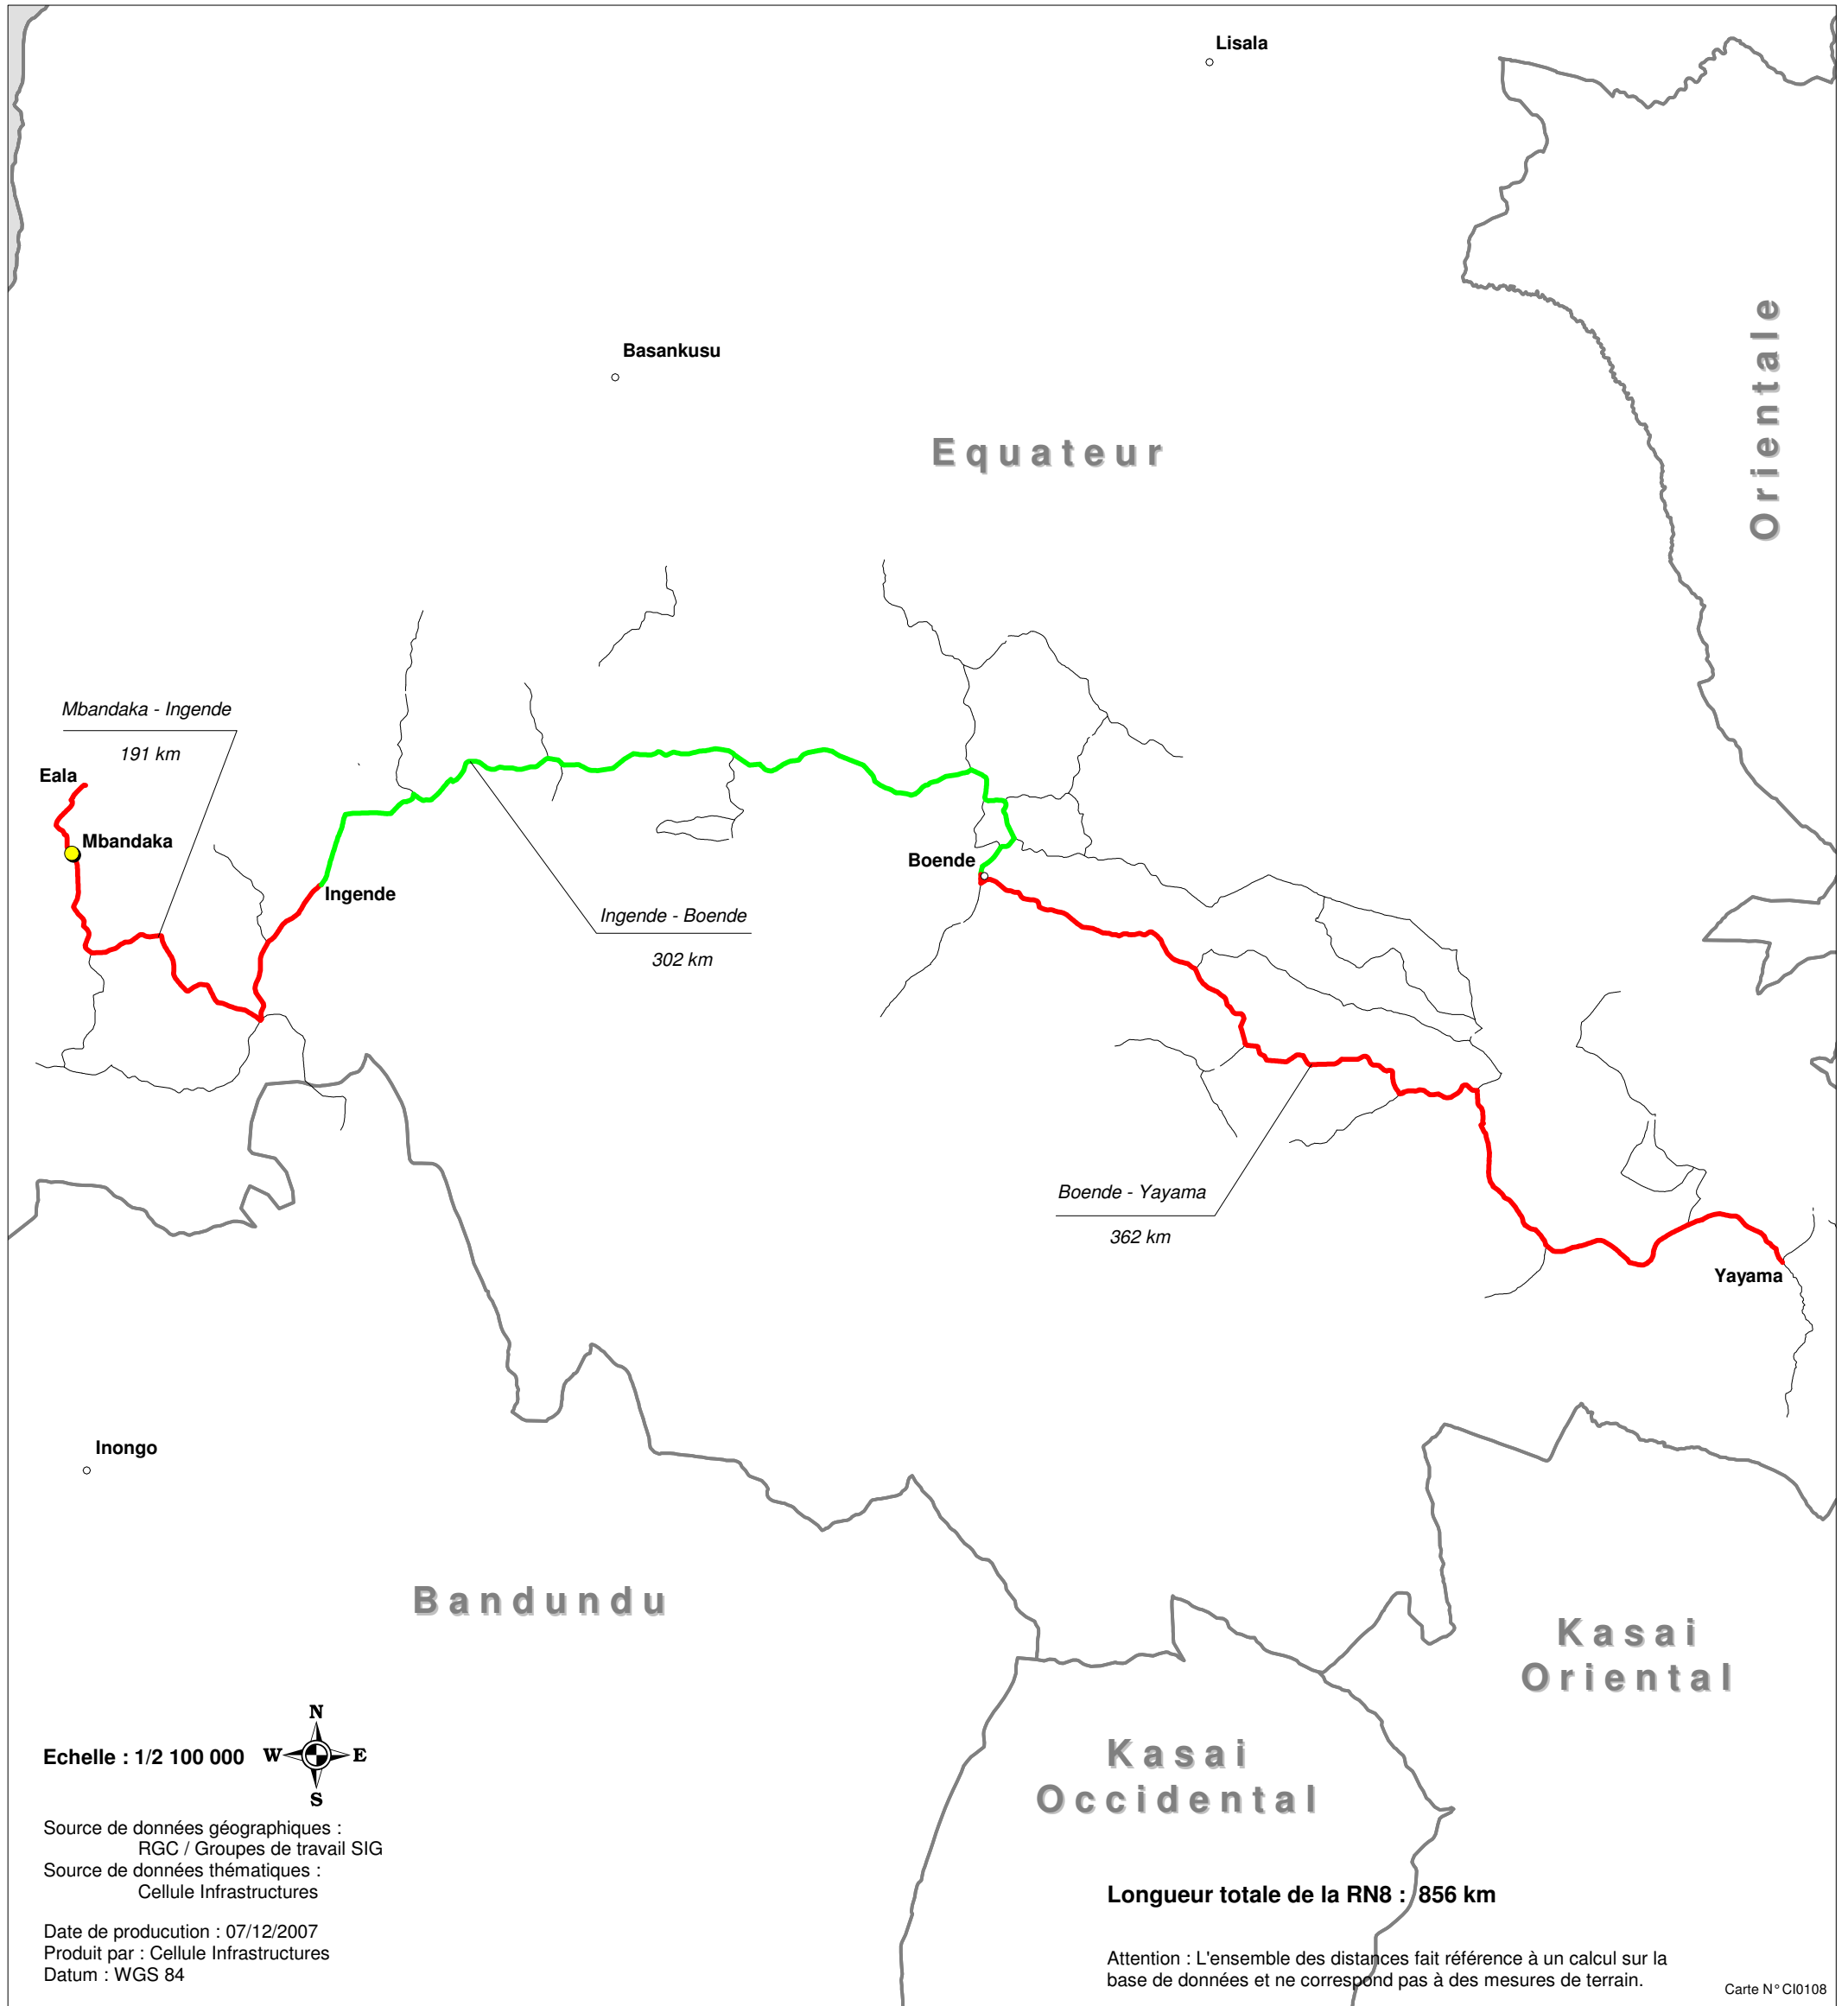 Lisala
Orientale
Basankusu
Equateur
Mbandaka - Ingende
191 km
Eala
Mbandaka
Boende
Ingende
Ingende - Boende
302 km
Boende - Yayama
362 km
Yayama
Inongo
Bandundu
Kasai
Oriental
Kasai
Occidental
N
Echelle : 1/2 100 000
W
E
S
Source de données géographiques :
RGC / Groupes de travail SIG
Source de données thématiques :
Cellule Infrastructures
Date de producution : 07/12/2007
Produit par : Cellule Infrastructures
Datum : WGS 84
Longueur totale de la RN8 : 856 km
Attention : L'ensemble des distances fait référence à un calcul sur la
base de données et ne correspond pas à des mesures de terrain.
Carte N° CI0108